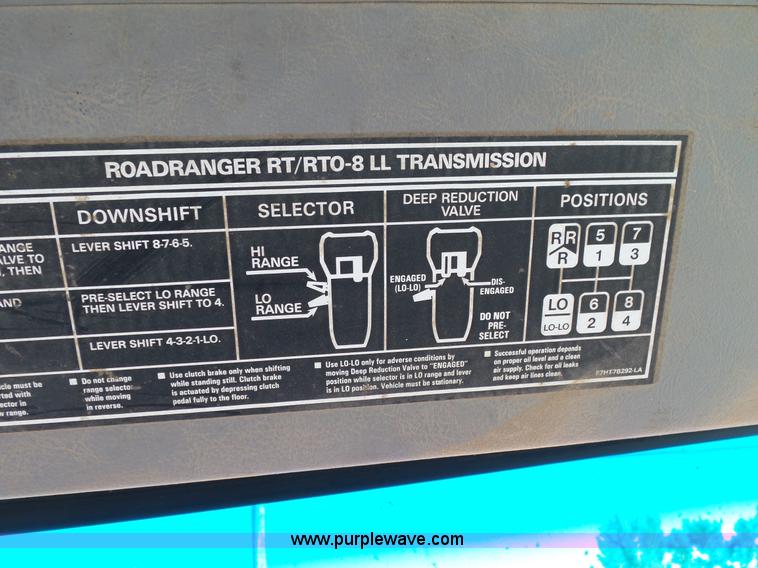 ROADRANGER RT/RTO-8 LL TRANSMISSION
DOWNSHIFT
LEVER SHIFT 8-7-6-5.
PRE-SELECT LO RANGE
THEN LEVER SHIFT TO 4.
LEVER SHIFT 4-3-2-1-LO.
SELECTOR
HI
RANGE
LO
RANGE
DEEP REDUCTION
VALVE
ENGAGED
(LO-LO)
DIS-
ENGAGED
DO NOT
PRE-
SELECT
POSITIONS
R R 5 7
R 1 3
LO 6 8
LO-LO 2 4
ANGE
ALVE TO
, THEN
AND
icle must be
rted with
ector in
w range.
■ Do not change
range selector
while moving
in reverse.
■ Use clutch brake only when shifting
while standing still. Clutch brake
is actuated by depressing clutch
pedal fully to the floor.
■ Use LO-LO only for adverse conditions by
moving Deep Reduction Valve to "ENGAGED"
position while selector is in LO range and lever
is in LO position. Vehicle must be stationary.
■ Successful operation depends
on proper oil level and a clean
air supply. Check for oil leaks
and keep air lines clean.
F7HT-7B292-LA
www.purplewave.com